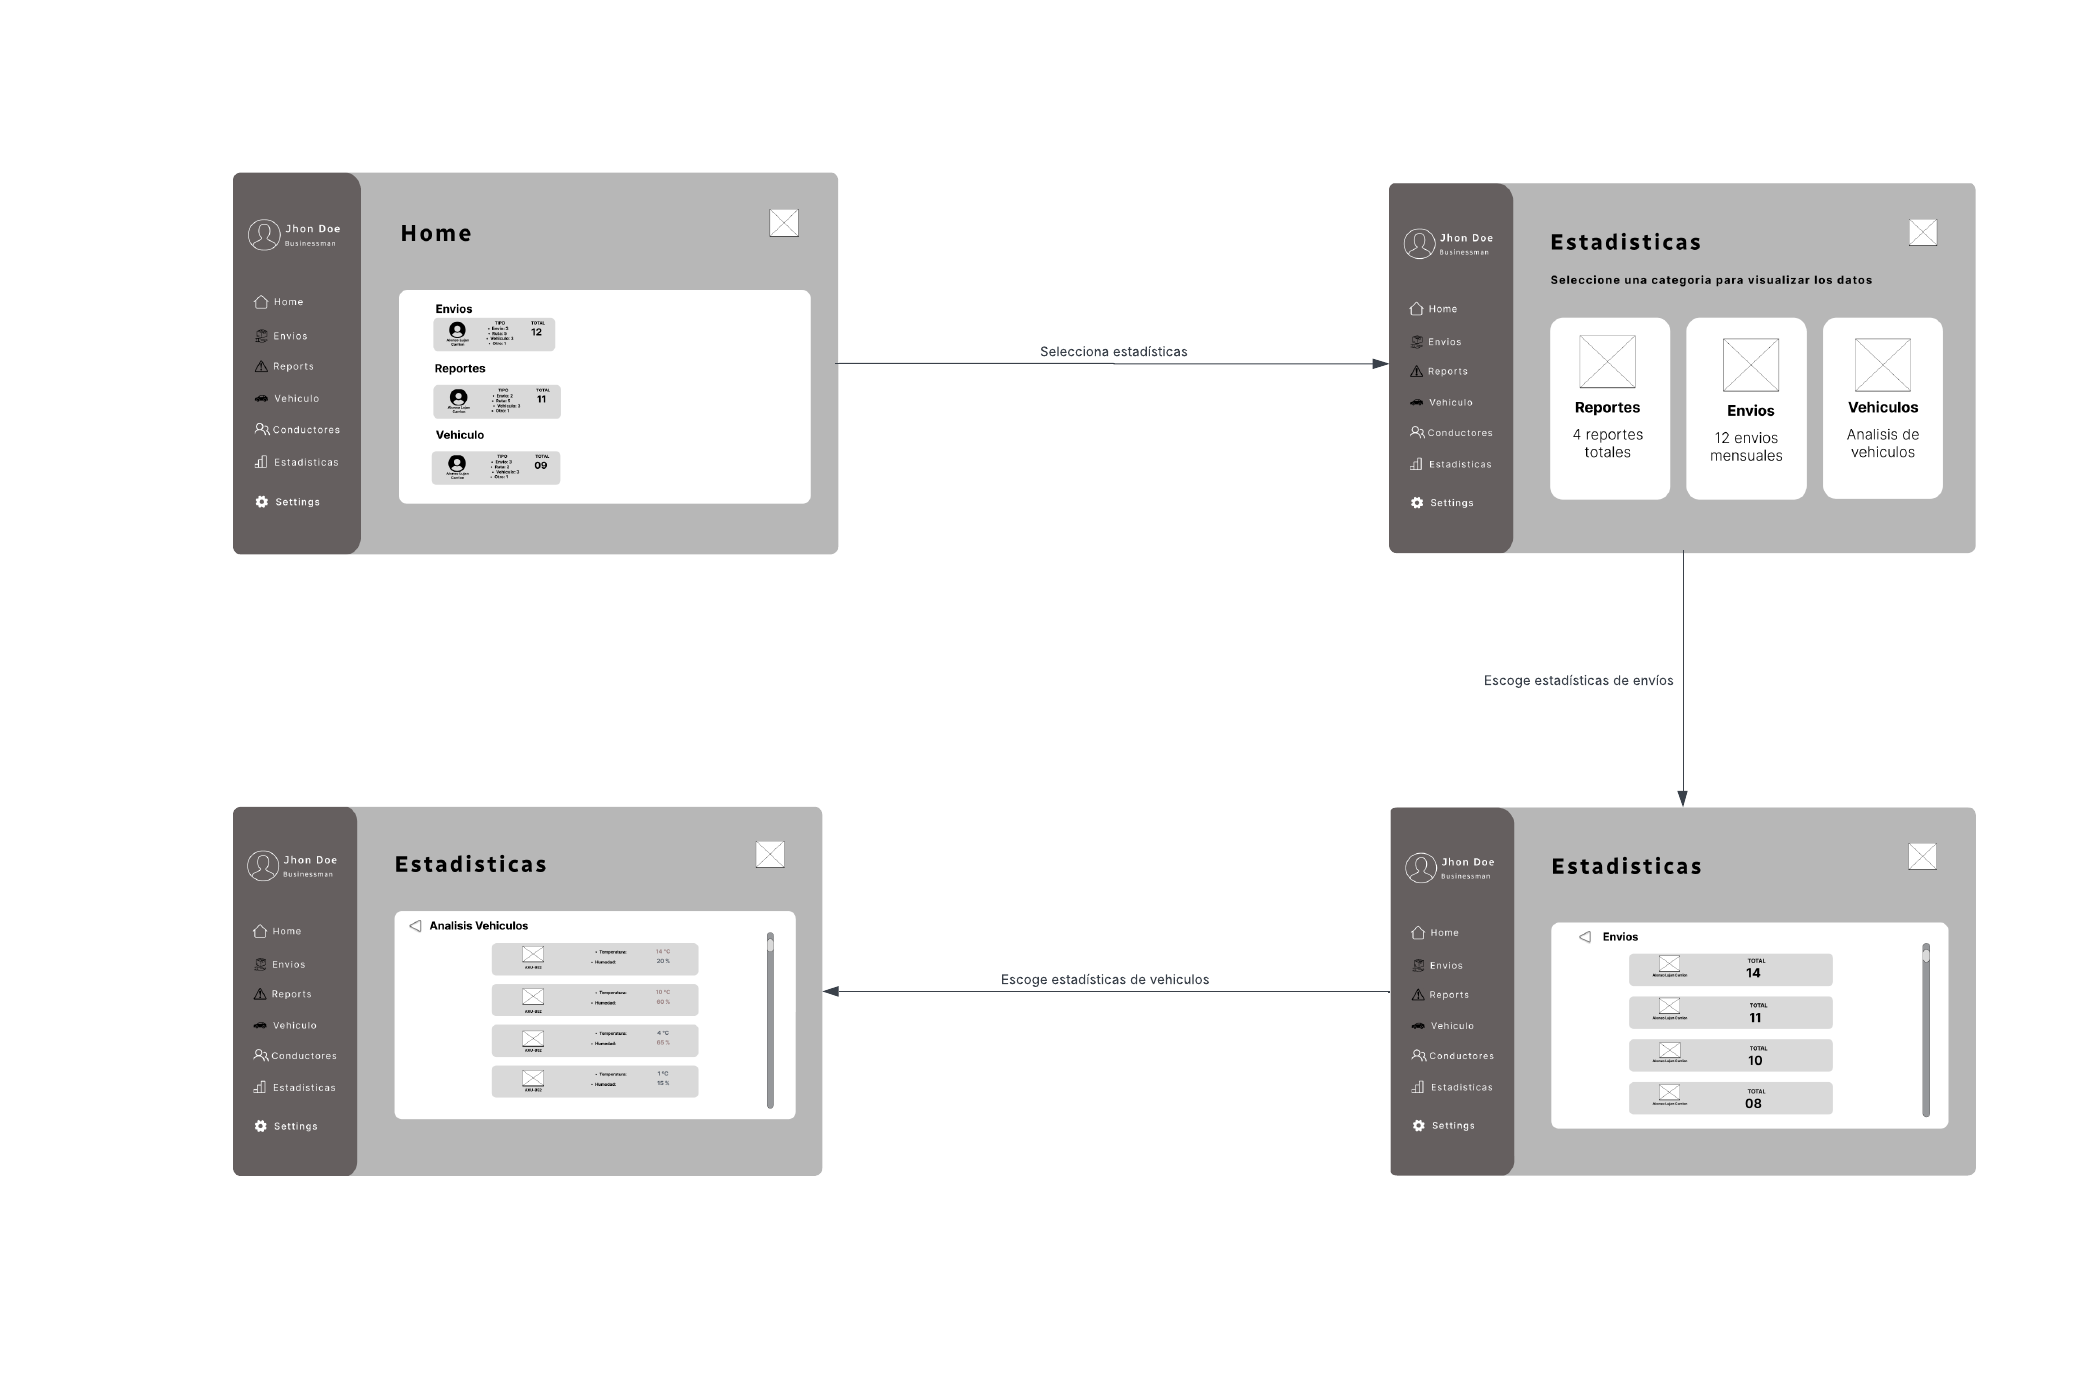 Jhon Doe
Businessman
Home
Envios
Reports
Vehiculo
Conductores
Estadisticas
Settings
Home
Envios
TIPO
TOTAL
12
Reportes
TIPO
TOTAL
11
Vehiculo
TIPO
TOTAL
09
Selecciona estadísticas
Jhon Doe
Businessman
Home
Envios
Reports
Vehiculo
Conductores
Estadisticas
Settings
Estadisticas
Seleccione una categoria para visualizar los datos
Reportes
4 reportes
totales
Envios
12 envios
mensuales
Vehiculos
Analisis de
vehiculos
Escoge estadísticas de envíos
Jhon Doe
Businessman
Home
Envios
Reports
Vehiculo
Conductores
Estadisticas
Settings
Estadisticas
Envios
TOTAL
14
TOTAL
11
TOTAL
10
TOTAL
08
Escoge estadísticas de vehiculos
Jhon Doe
Businessman
Home
Envios
Reports
Vehiculo
Conductores
Estadisticas
Settings
Estadisticas
Analisis Vehiculos
Temperatura: 14 °C
Humedad: 20 %
Temperatura: 10 °C
Humedad: 60 %
Temperatura: 4 °C
Humedad: 65 %
Temperatura: 1 °C
Humedad: 15 %